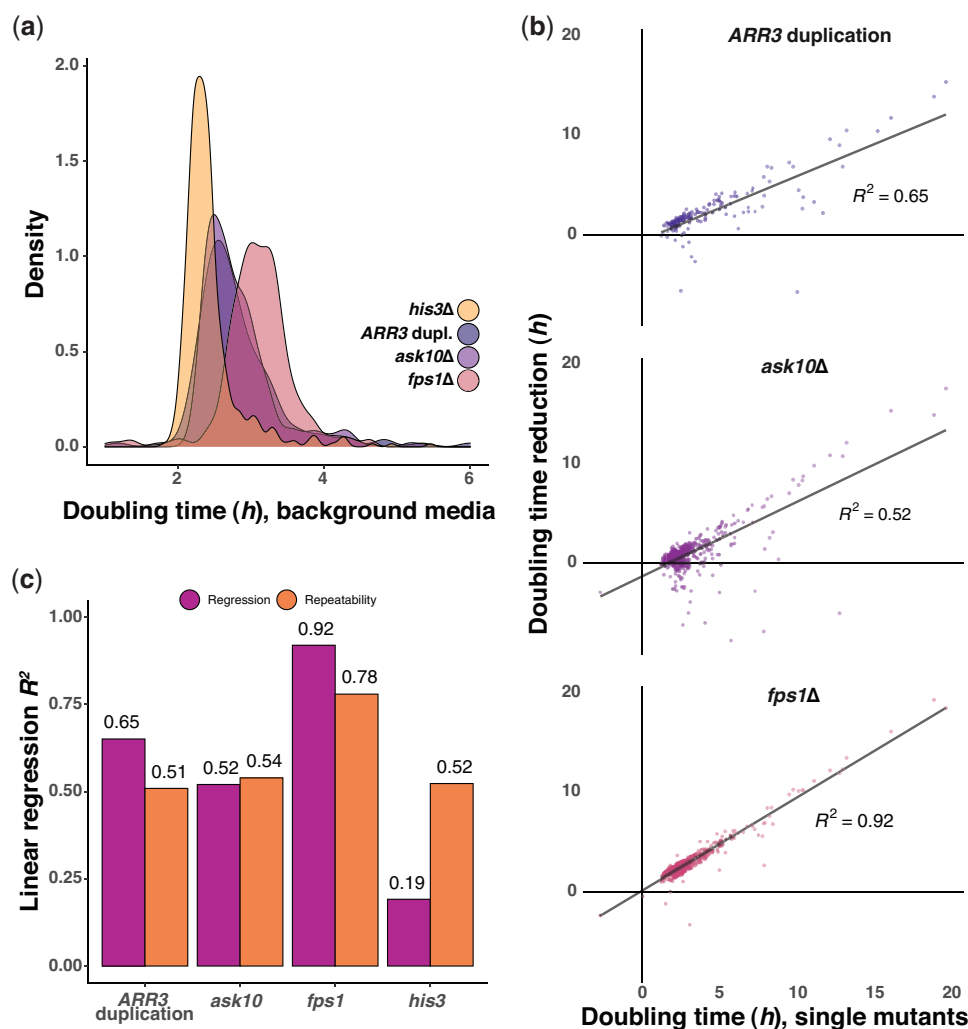 (a)
2.0
1.5
1.0
0.5
0.0
Density
his3Δ
ARR3 dupl.
ask10Δ
fps1Δ
2
4
6
Doubling time (h), background media
(b)
Doubling time reduction (h)
20
10
0
ARR3 duplication
R² = 0.65
20
10
0
ask10Δ
R² = 0.52
20
10
0
fps1Δ
R² = 0.92
0
5
10
15
20
Doubling time (h), single mutants
(c)
Regression
Repeatability
Linear regression R²
1.00
0.75
0.50
0.25
0.00
0.65
0.51
0.52
0.54
0.92
0.78
0.19
0.52
ARR3
duplication
ask10
fps1
his3